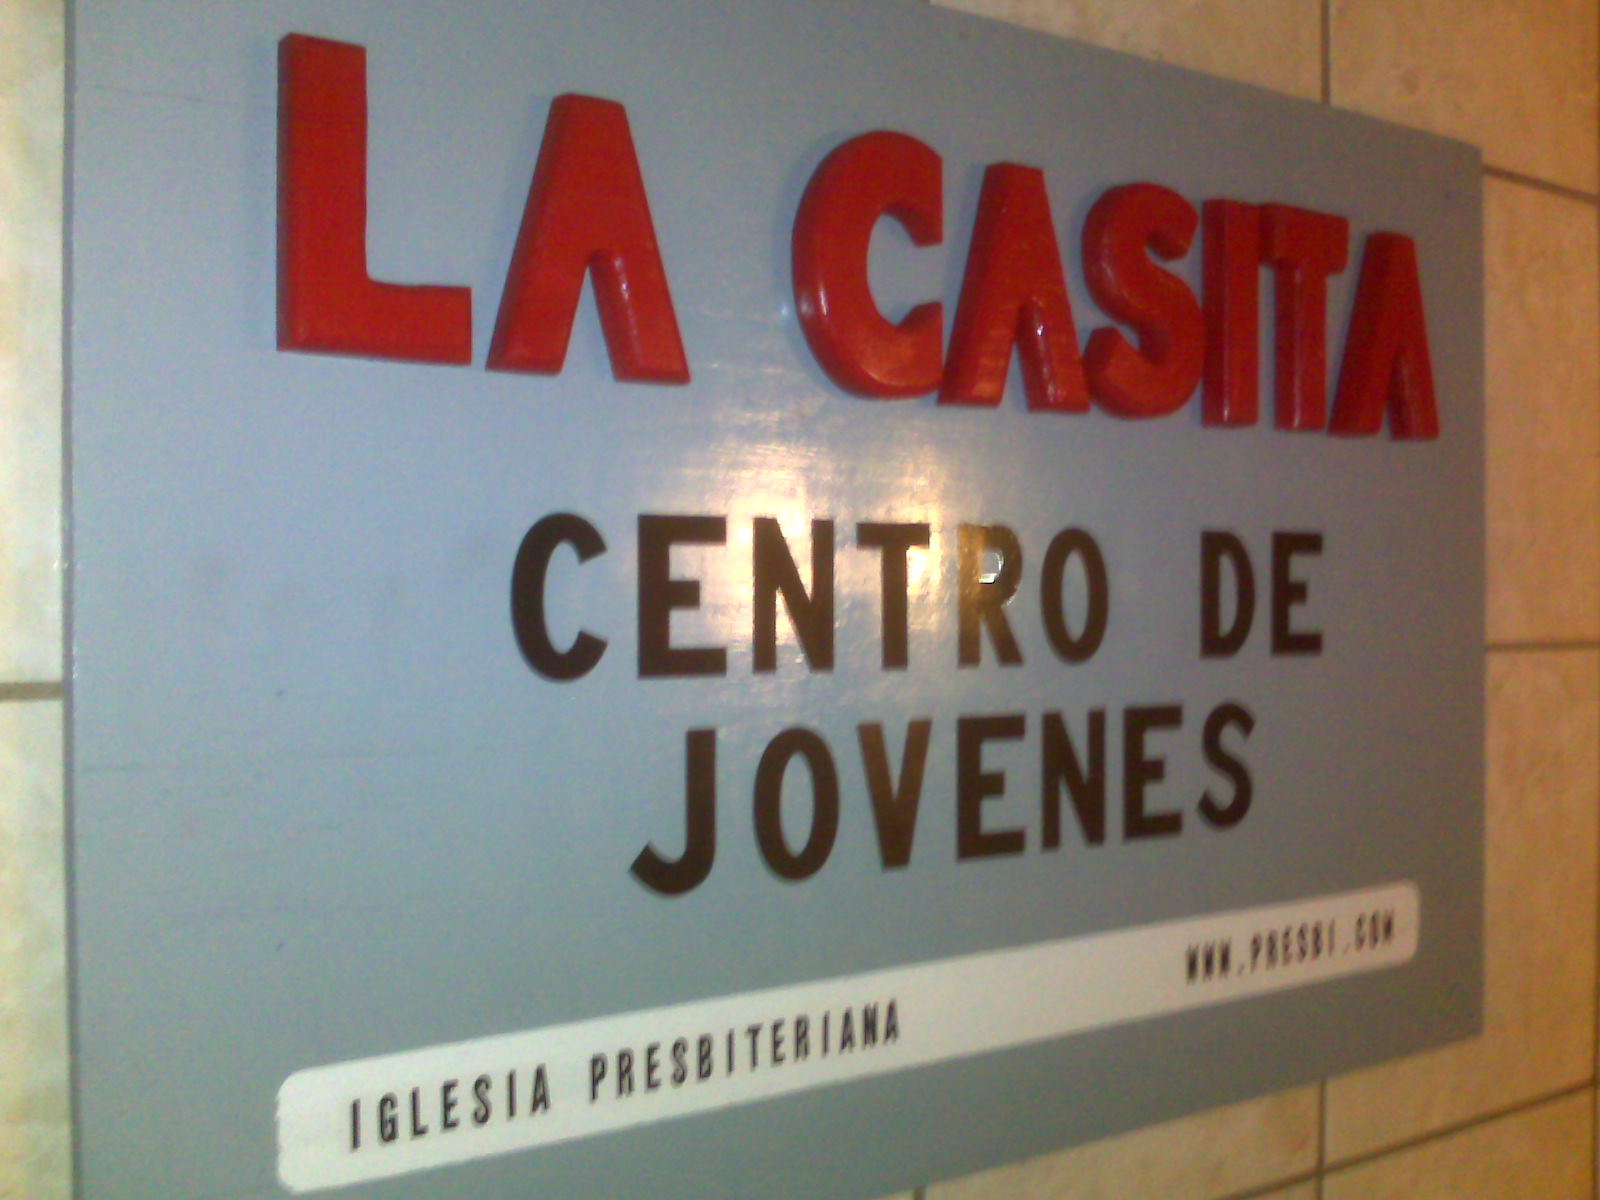 LA CASITA
CENTRO DE
JOVENES
IGLESIA PRESBITERIANA WWW.PRESBI.COM